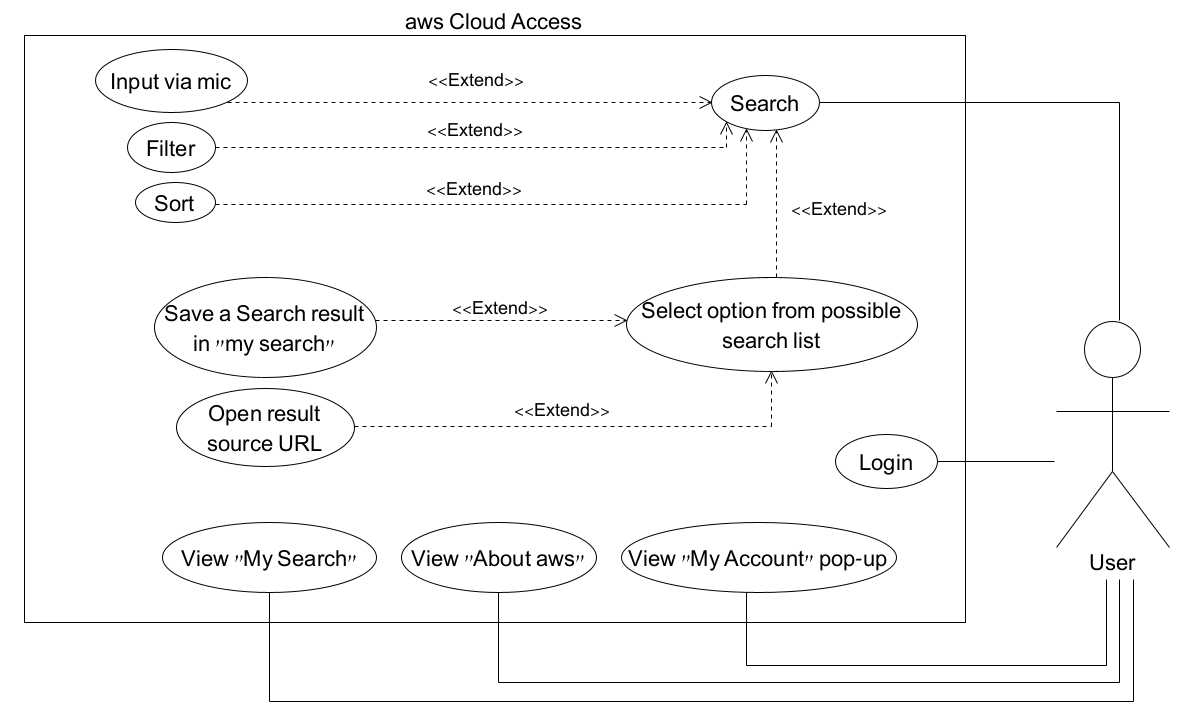 aws Cloud Access
Input via mic
<<Extend>>
Search
<<Extend>>
Filter
<<Extend>>
Sort
<<Extend>>
Save a Search result
in "my search"
<<Extend>>
Select option from possible
search list
Open result
source URL
<<Extend>>
Login
View "My Search"
View "About aws"
View "My Account" pop-up
User